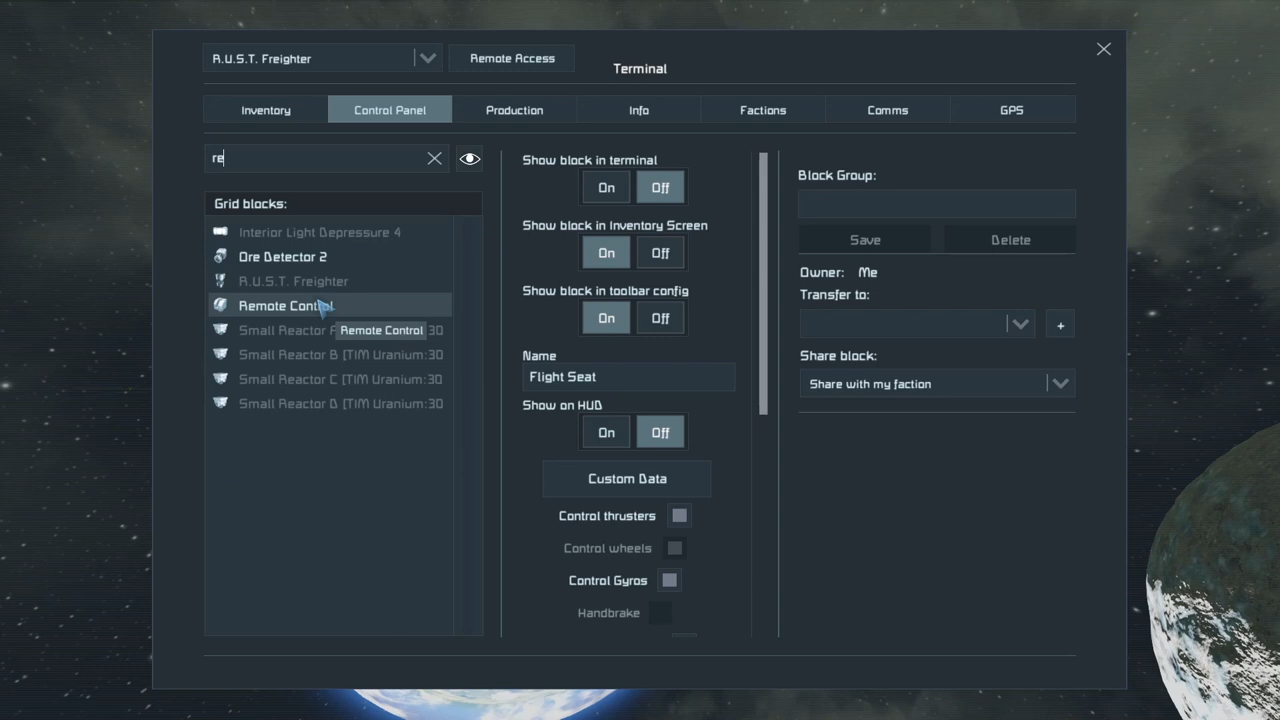 R.U.S.T. Freighter
Remote Access
Terminal
Inventory
Control Panel
Production
Info
Factions
Comms
GPS
re
Grid blocks:
Interior Light Depressure 4
Ore Detector 2
R.U.S.T. Freighter
Remote Control
Small Reactor 30
Remote Control
Small Reactor B [TIM Uranium:30
Small Reactor C [TIM Uranium:30
Small Reactor D [TIM Uranium:30
Show block in terminal
On Off
Show block in Inventory Screen
On Off
Show block in toolbar config
On Off
Name
Flight Seat
Show on HUD
On Off
Custom Data
Control thrusters
Control wheels
Control Gyros
Handbrake
Block Group:
Save
Delete
Owner: Me
Transfer to:
+
Share block:
Share with my faction